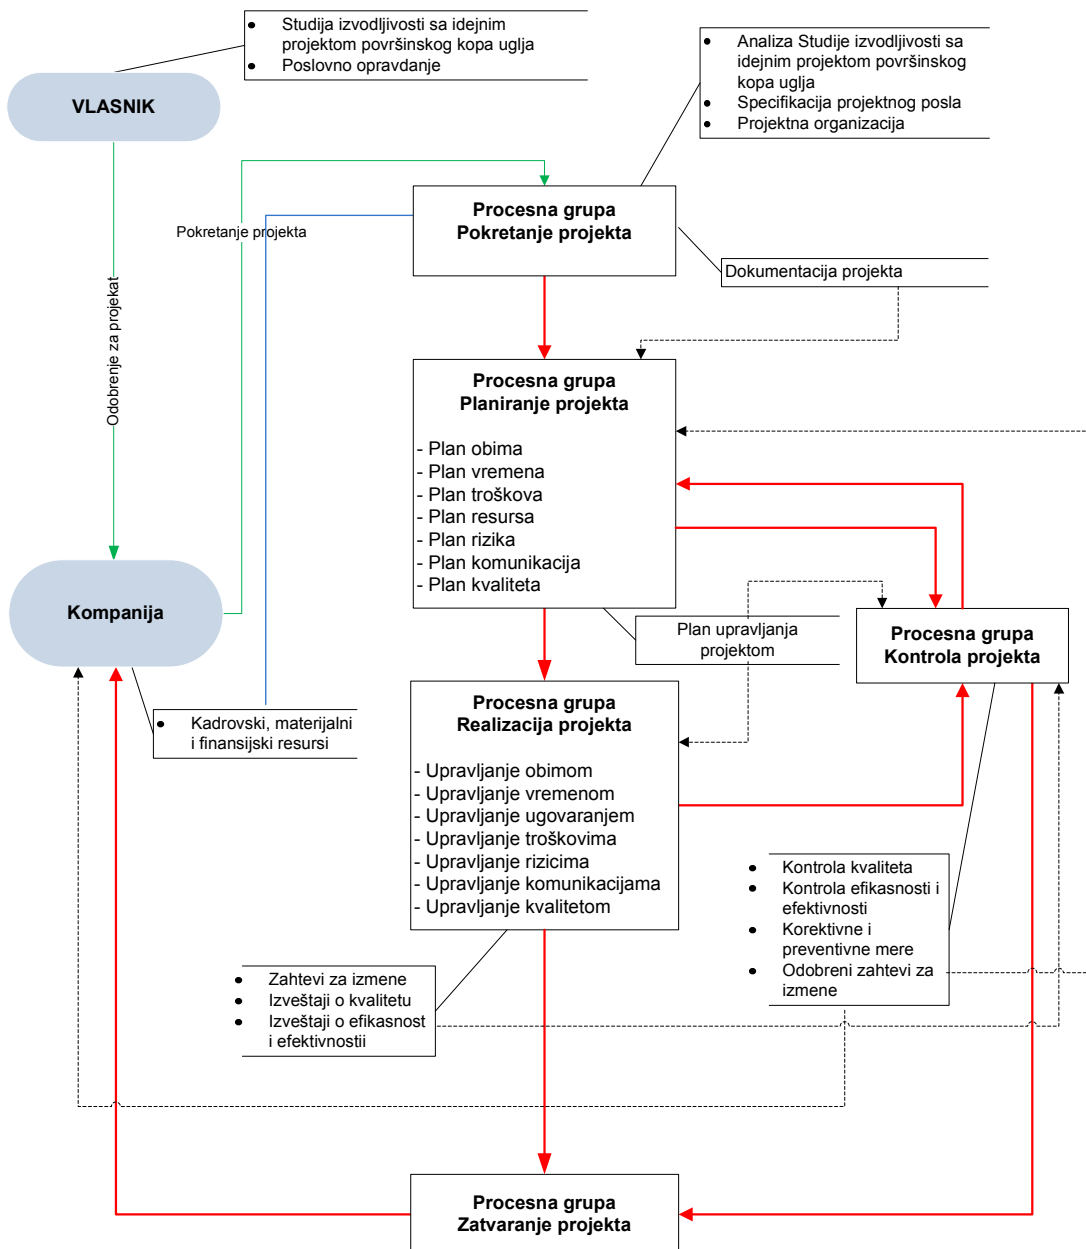 Studija izvodljivosti sa idejnim
projektom površinskog kopa uglja
Poslovno opravdanje
VLASNIK
Analiza Studije izvodljivosti sa
idejnim projektom površinskog
kopa uglja
Specifikacija projektnog posla
Projektna organizacija
Procesna grupa
Pokretanje projekta
Pokretanje projekta
Dokumentacija projekta
Odobrenje za projekat
Procesna grupa
Planiranje projekta
- Plan obima
- Plan vremena
- Plan troškova
- Plan resursa
- Plan rizika
- Plan komunikacija
- Plan kvaliteta
Kompanija
Plan upravljanja
projektom
Procesna grupa
Kontrola projekta
Kadrovski, materijalni
i finansijski resursi
Procesna grupa
Realizacija projekta
- Upravljanje obimom
- Upravljanje vremenom
- Upravljanje ugovaranjem
- Upravljanje troškovima
- Upravljanje rizicima
- Upravljanje komunikacijama
- Upravljanje kvalitetom
Kontrola kvaliteta
Kontrola efikasnosti i
efektivnosti
Korektivne i
preventivne mere
Odobreni zahtevi za
izmene
Zahtevi za izmene
Izveštaji o kvalitetu
Izveštaji o efikasnost
i efektivnostii
Procesna grupa
Zatvaranje projekta